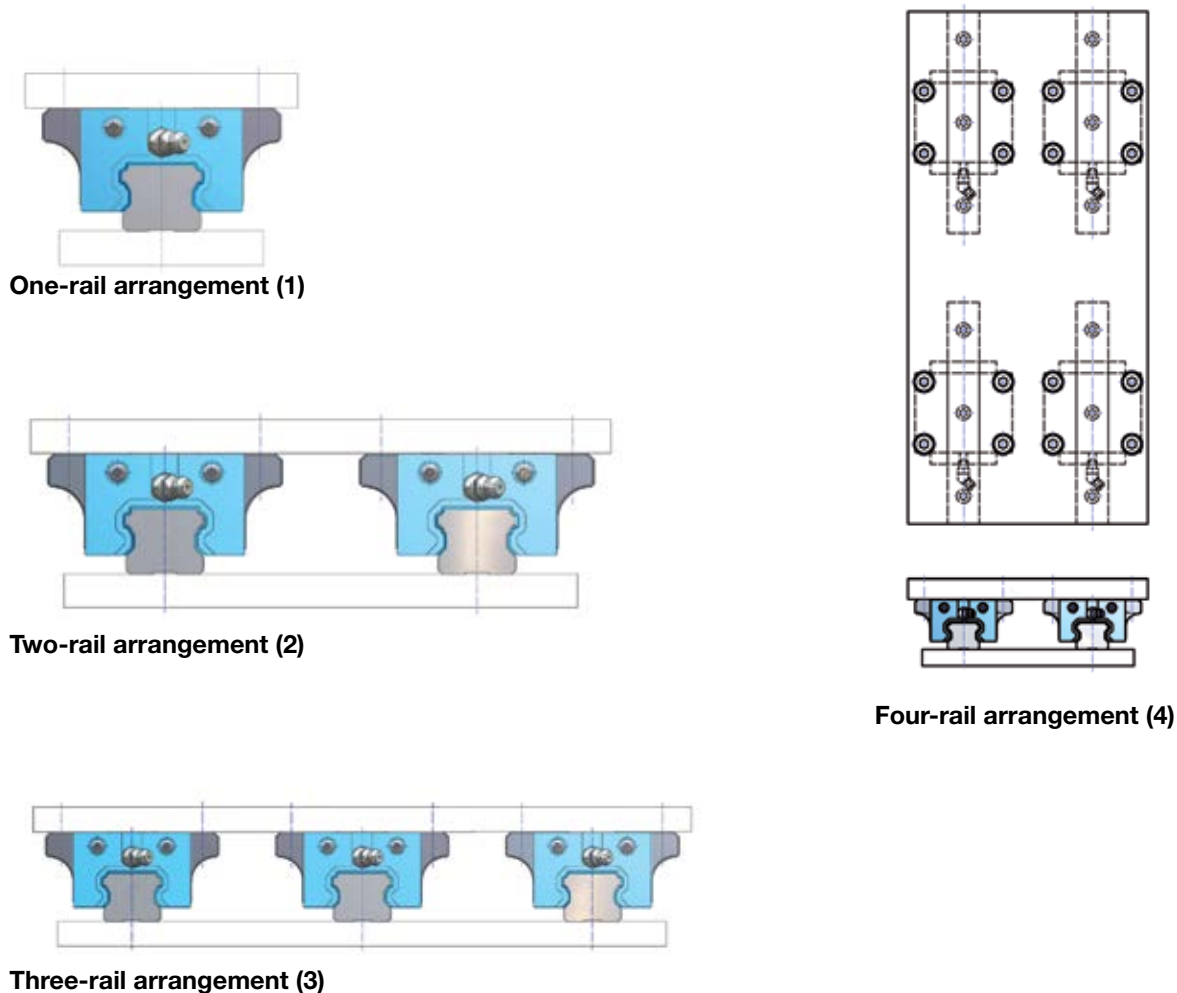 One-rail arrangement (1)
Two-rail arrangement (2)
Four-rail arrangement (4)
Three-rail arrangement (3)